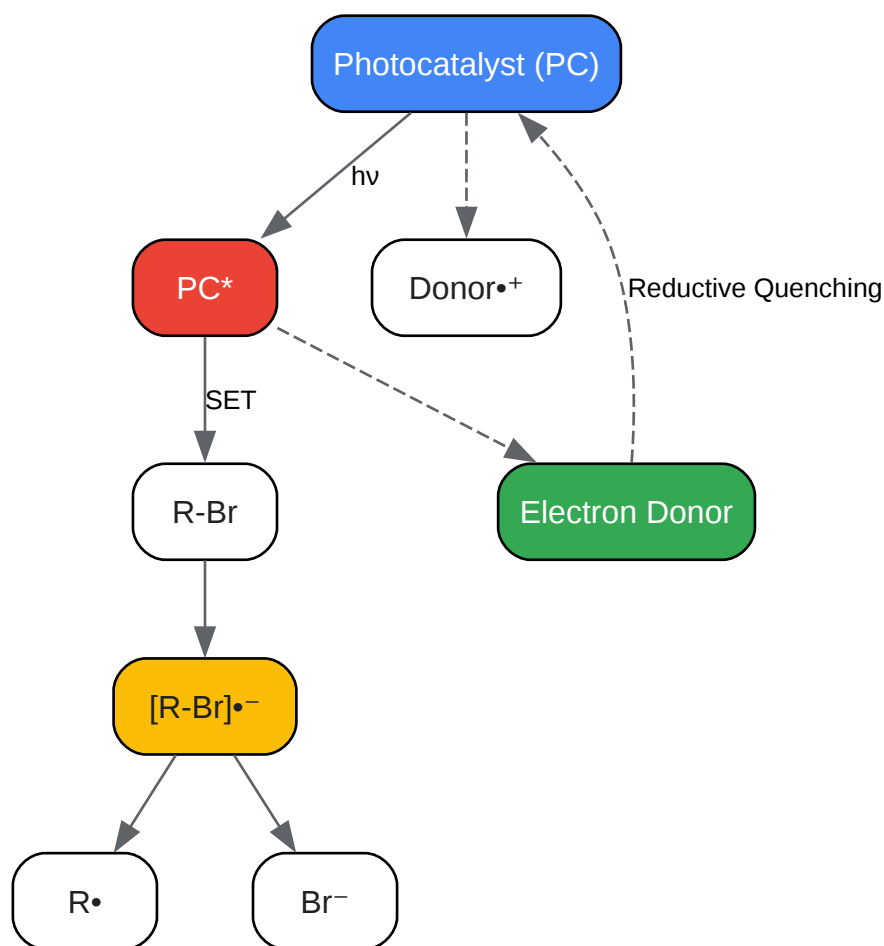 Photocatalyst (PC)
hν
PC*
Donor•⁺
Reductive Quenching
SET
R-Br
Electron Donor
[R-Br]•⁻
R•
Br⁻